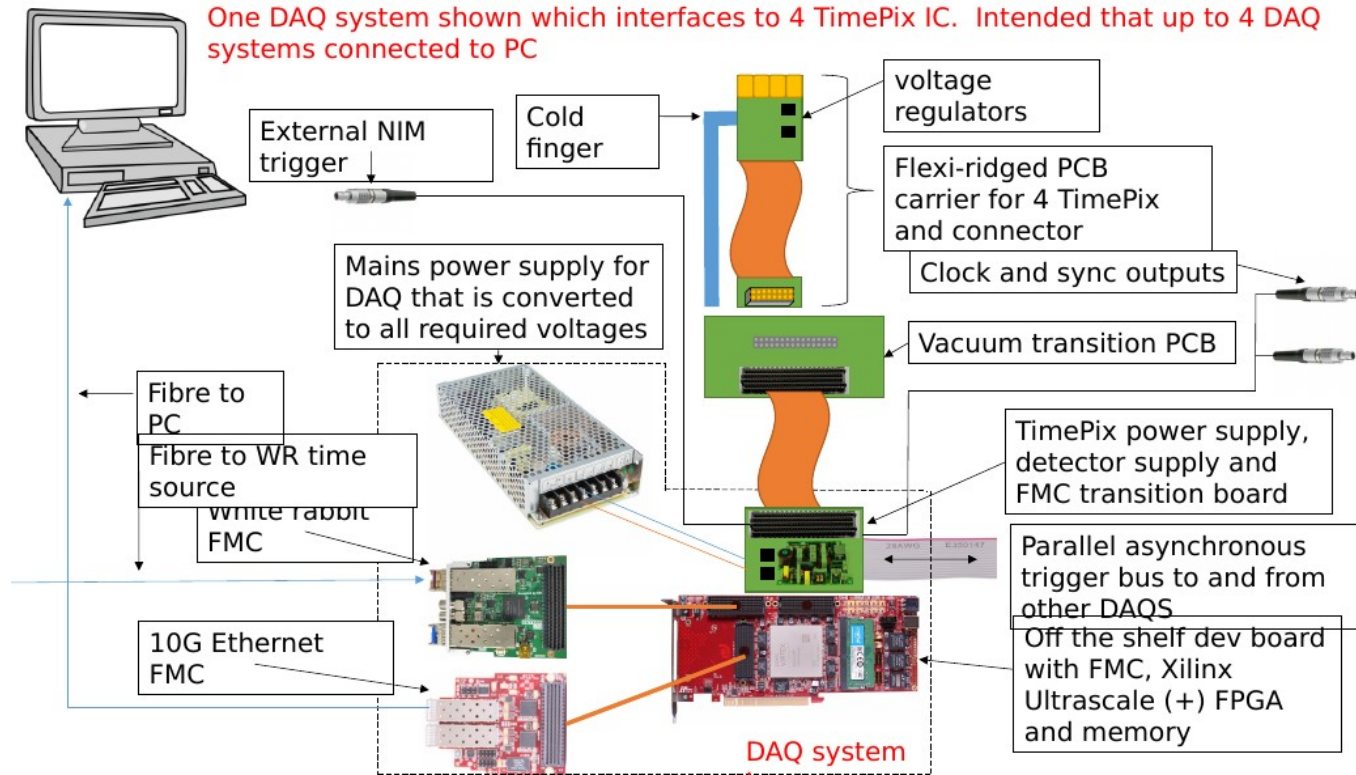 One DAQ system shown which interfaces to 4 TimePix IC.  Intended that up to 4 DAQ
systems connected to PC
External NIM
trigger
Cold
finger
voltage
regulators
Flexi-ridged PCB
carrier for 4 TimePix
and connector
Clock and sync outputs
Mains power supply for
DAQ that is converted
to all required voltages
Vacuum transition PCB
Fibre to
PC
Fibre to WR time
source
White rabbit
FMC
TimePix power supply,
detector supply and
FMC transition board
28AWG
Parallel asynchronous
trigger bus to and from
other DAQS
10G Ethernet
FMC
Off the shelf dev board
with FMC, Xilinx
Ultrascale (+) FPGA
and memory
DAQ system